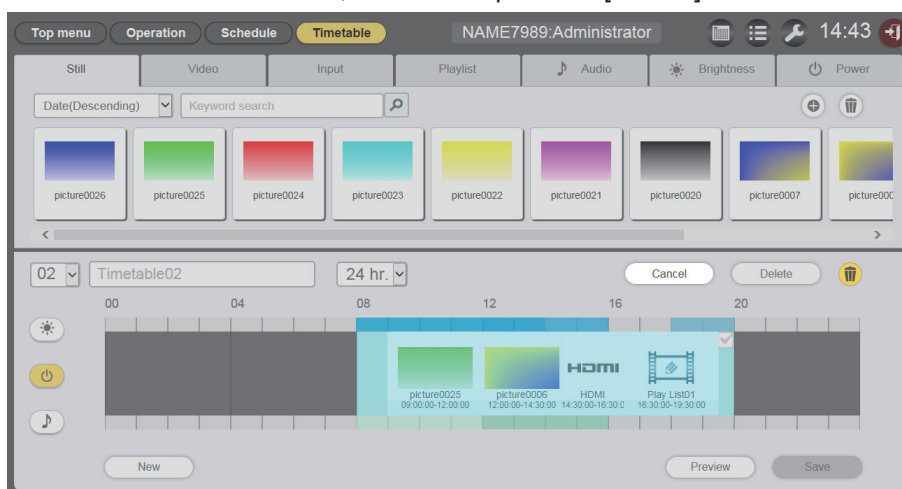 Top menu Operation Schedule Timetable NAME7989:Administrator 14:43
Still Video Input Playlist Audio Brightness Power
Date(Descending) Keyword search
picture0026 picture0025 picture0024 picture0023 picture0022 picture0021 picture0020 picture0007 picture000
02 Timetable02 24 hr. Cancel Delete
00 04 08 12 16 20
HDMI
picture0025 picture0006 HDMI Play List01
09:00:00-12:00:00 12:00:00-14:30:00 14:30:00-16:30:0 16:30:00-19:30:00
New Preview Save